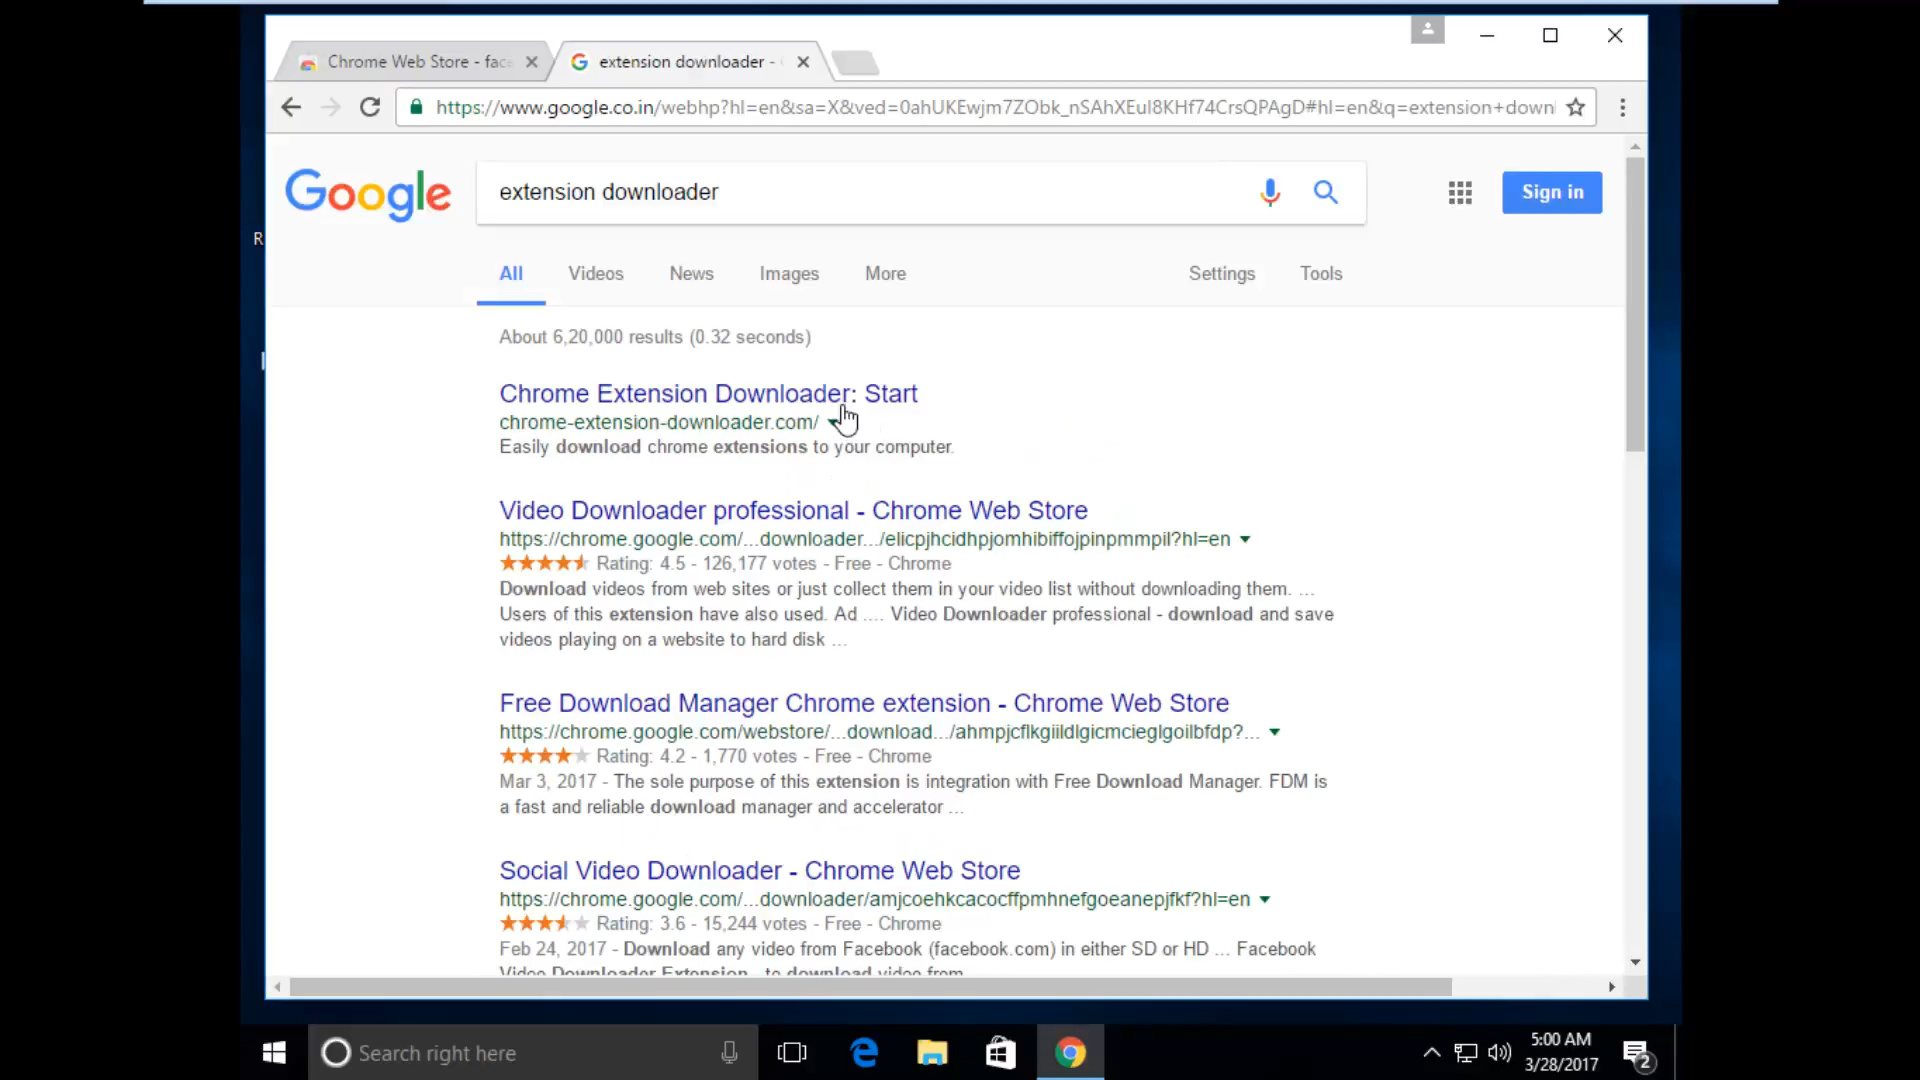 Chrome Web Store - face
extension downloader -
https://www.google.co.in/webhp?hl=en&sa=X&ved=0ahUKEwjm7ZObk_nSAhXEuI8KHf74CrsQPAgD#hl=en&q=extension+downl
Google
extension downloader
Sign in
R
All
Videos
News
Images
More
Settings
Tools
About 6,20,000 results (0.32 seconds)
Chrome Extension Downloader: Start
chrome-extension-downloader.com/
Easily download chrome extensions to your computer.
Video Downloader professional - Chrome Web Store
https://chrome.google.com/...downloader.../elicpjhcidhpjomhibiffojpinpmmpil?hl=en
Rating: 4.5 - 126,177 votes - Free - Chrome
Download videos from web sites or just collect them in your video list without downloading them. ...
Users of this extension have also used. Ad .... Video Downloader professional - download and save
videos playing on a website to hard disk ...
Free Download Manager Chrome extension - Chrome Web Store
https://chrome.google.com/webstore/...download.../ahmpjcflkgiildlgicmcieglgoilbfdp?...
Rating: 4.2 - 1,770 votes - Free - Chrome
Mar 3, 2017 - The sole purpose of this extension is integration with Free Download Manager. FDM is
a fast and reliable download manager and accelerator ...
Social Video Downloader - Chrome Web Store
https://chrome.google.com/...downloader/amjcoehkcacocffpmhnefgoeanepjfkf?hl=en
Rating: 3.6 - 15,244 votes - Free - Chrome
Feb 24, 2017 - Download any video from Facebook (facebook.com) in either SD or HD ... Facebook
Video Downloader Extension - to download video from
Search right here
5:00 AM
3/28/2017
2